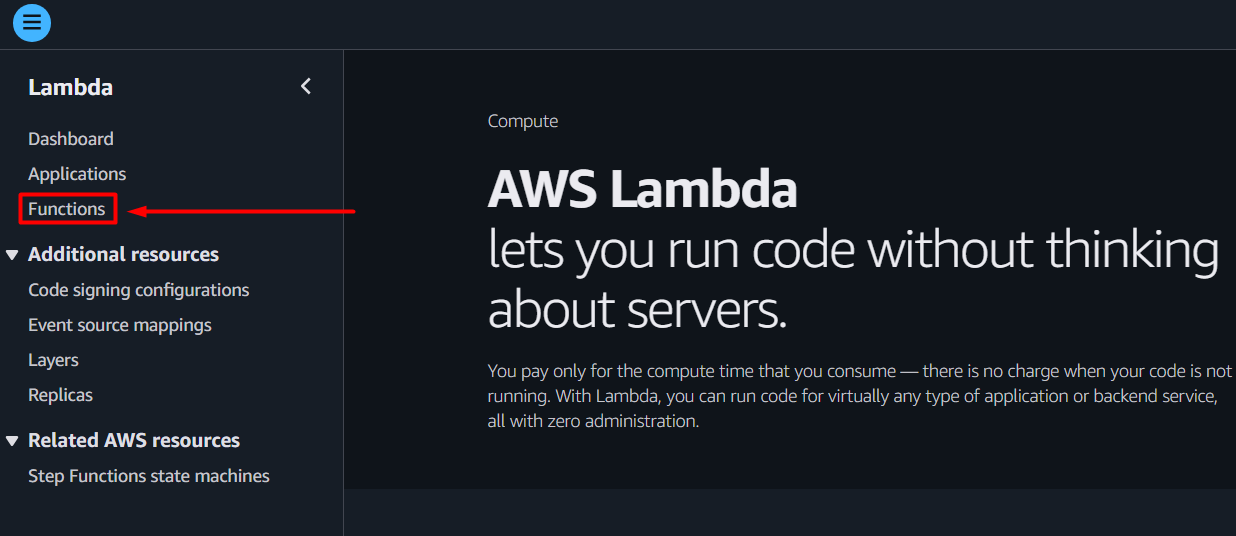 Lambda
Dashboard
Applications
Functions
Additional resources
Code signing configurations
Event source mappings
Layers
Replicas
Related AWS resources
Step Functions state machines
Compute
AWS Lambda
lets you run code without thinking
about servers.
You pay only for the compute time that you consume — there is no charge when your code is not
running. With Lambda, you can run code for virtually any type of application or backend service,
all with zero administration.